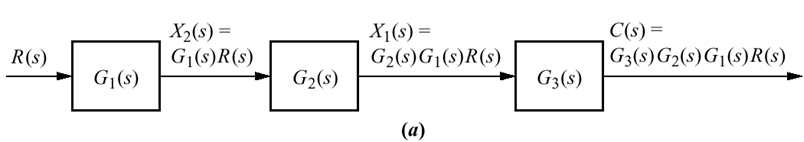 R(s)
G₁(s)
X₂(s) =
G₁(s)R(s)
G₂(s)
X₁(s) =
G₂(s)G₁(s)R(s)
G₃(s)
C(s) =
G₃(s)G₂(s)G₁(s)R(s)
(a)